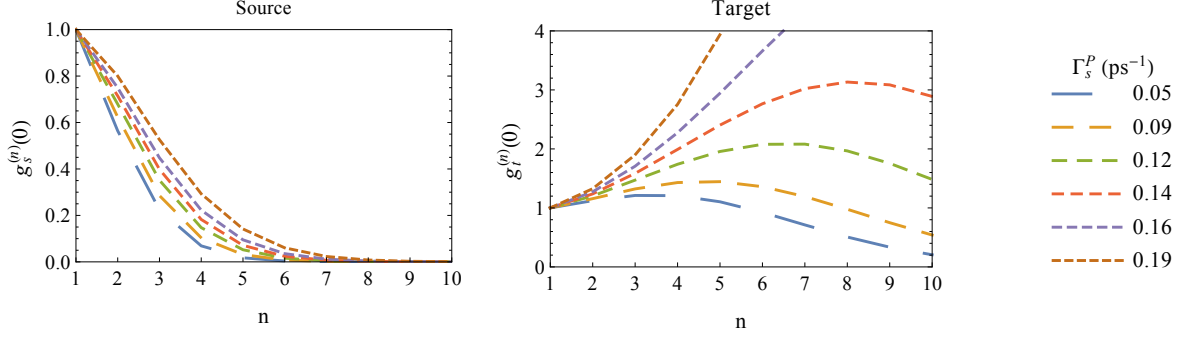 Source
g_s^(n)(0)
1.0
0.8
0.6
0.4
0.2
0.0
1 2 3 4 5 6 7 8 9 10
n
Target
g_t^(n)(0)
4
3
2
1
0
1 2 3 4 5 6 7 8 9 10
n
Γ_s^P (ps⁻¹)
0.05
0.09
0.12
0.14
0.16
0.19